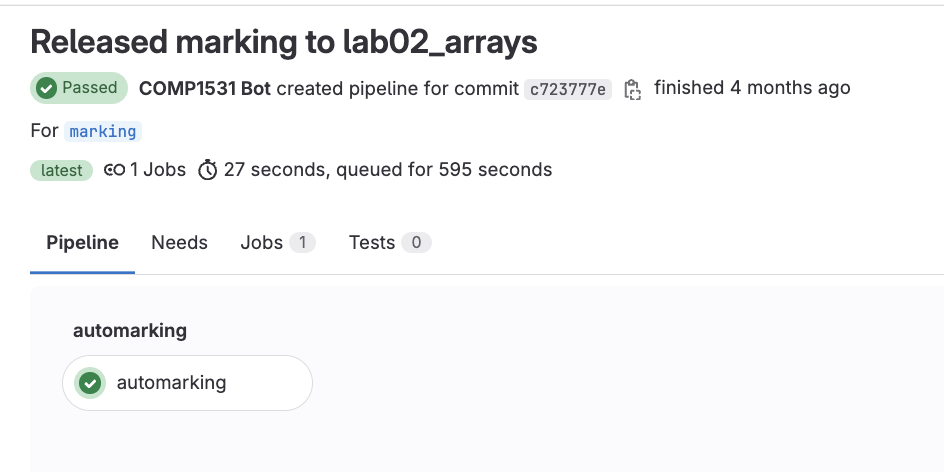 Released marking to lab02_arrays
Passed COMP1531 Bot created pipeline for commit c723777e finished 4 months ago
For marking
latest 1 Jobs 27 seconds, queued for 595 seconds
Pipeline Needs Jobs 1 Tests 0
automarking
automarking